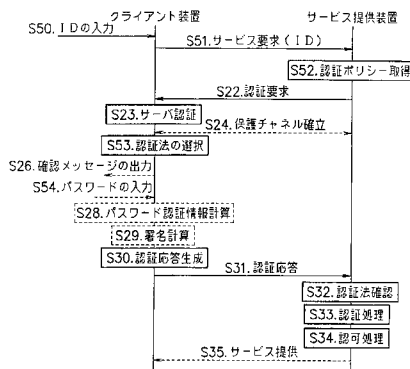 クライアント装置
サービス提供装置
S50.IDの入力
S51.サービス要求(ID)
S52.認証ポリシー取得
S22.認証要求
S23.サーバ認証
S24.保護チャネル確立
S53.認証法の選択
S26.確認メッセージの出力
S54.パスワードの入力
S28.パスワード認証情報計算
S29.署名計算
S30.認証応答生成
S31.認証応答
S32.認証法確認
S33.認証処理
S34.認可処理
S35.サービス提供